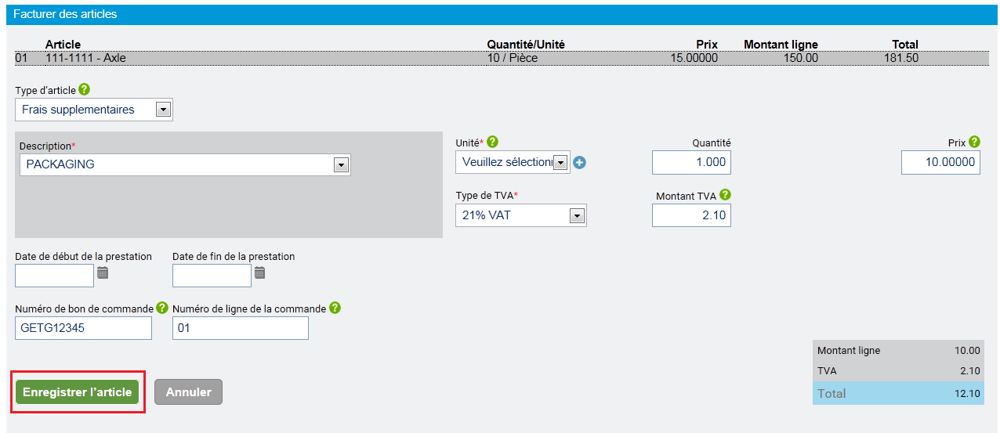 Facturer des articles
Article Quantité/Unité Prix Montant ligne Total
01 111-1111 - Axle 10 / Pièce 15.00000 150.00 181.50
Type d'article ?
Frais supplementaires
Description* Unité* ? Quantité Prix ?
PACKAGING Veuillez sélectionn 1.000 10.00000
Type de TVA* Montant TVA ?
21% VAT 2.10
Date de début de la prestation Date de fin de la prestation
Numéro de bon de commande ? Numéro de ligne de la commande ?
GETG12345 01
Montant ligne 10.00
TVA 2.10
Total 12.10
Enregistrer l'article Annuler